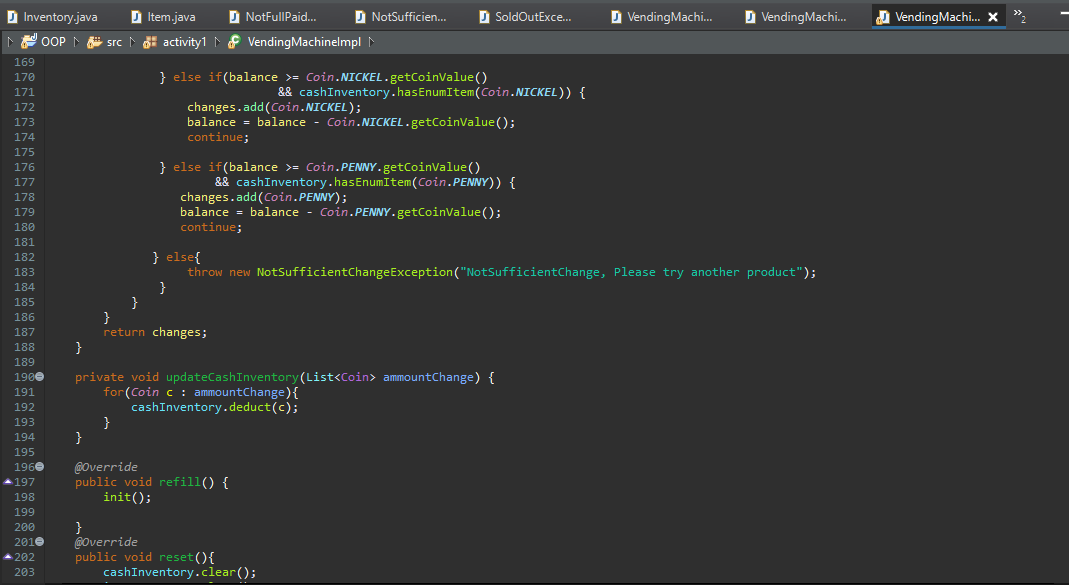 Inventory.java Item.java NotFullPaid... NotSufficien... SoldOutExce... VendingMachi... VendingMachi... VendingMachi... 2
OOP src activity1 VendingMachineImpl
169
170 } else if(balance >= Coin.NICKEL.getCoinValue()
171 && cashInventory.hasEnumItem(Coin.NICKEL)) {
172 changes.add(Coin.NICKEL);
173 balance = balance - Coin.NICKEL.getCoinValue();
174 continue;
175
176 } else if(balance >= Coin.PENNY.getCoinValue()
177 && cashInventory.hasEnumItem(Coin.PENNY)) {
178 changes.add(Coin.PENNY);
179 balance = balance - Coin.PENNY.getCoinValue();
180 continue;
181
182 } else{
183 throw new NotSufficientChangeException("NotSufficientChange, Please try another product");
184 }
185 }
186 }
187 return changes;
188 }
189
190 private void updateCashInventory(List<Coin> ammountChange) {
191 for(Coin c : ammountChange){
192 cashInventory.deduct(c);
193 }
194 }
195
196 @Override
197 public void refill() {
198 init();
199
200 }
201 @Override
202 public void reset(){
203 cashInventory.clear();